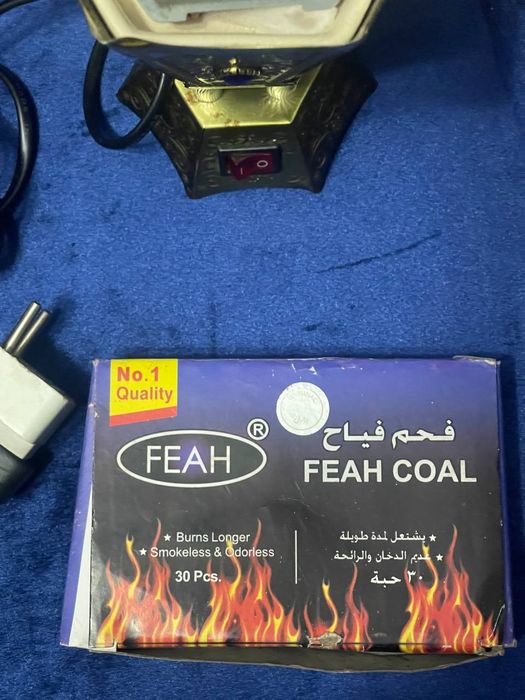 No.1
Quality
FEAH ®
فحم فياح
FEAH COAL
★ Burns Longer
★ Smokeless & Odorless
30 Pcs.
★ يشتعل لمدة طويلة
★ عديم الدخان والرائحة
٣٠ حبة